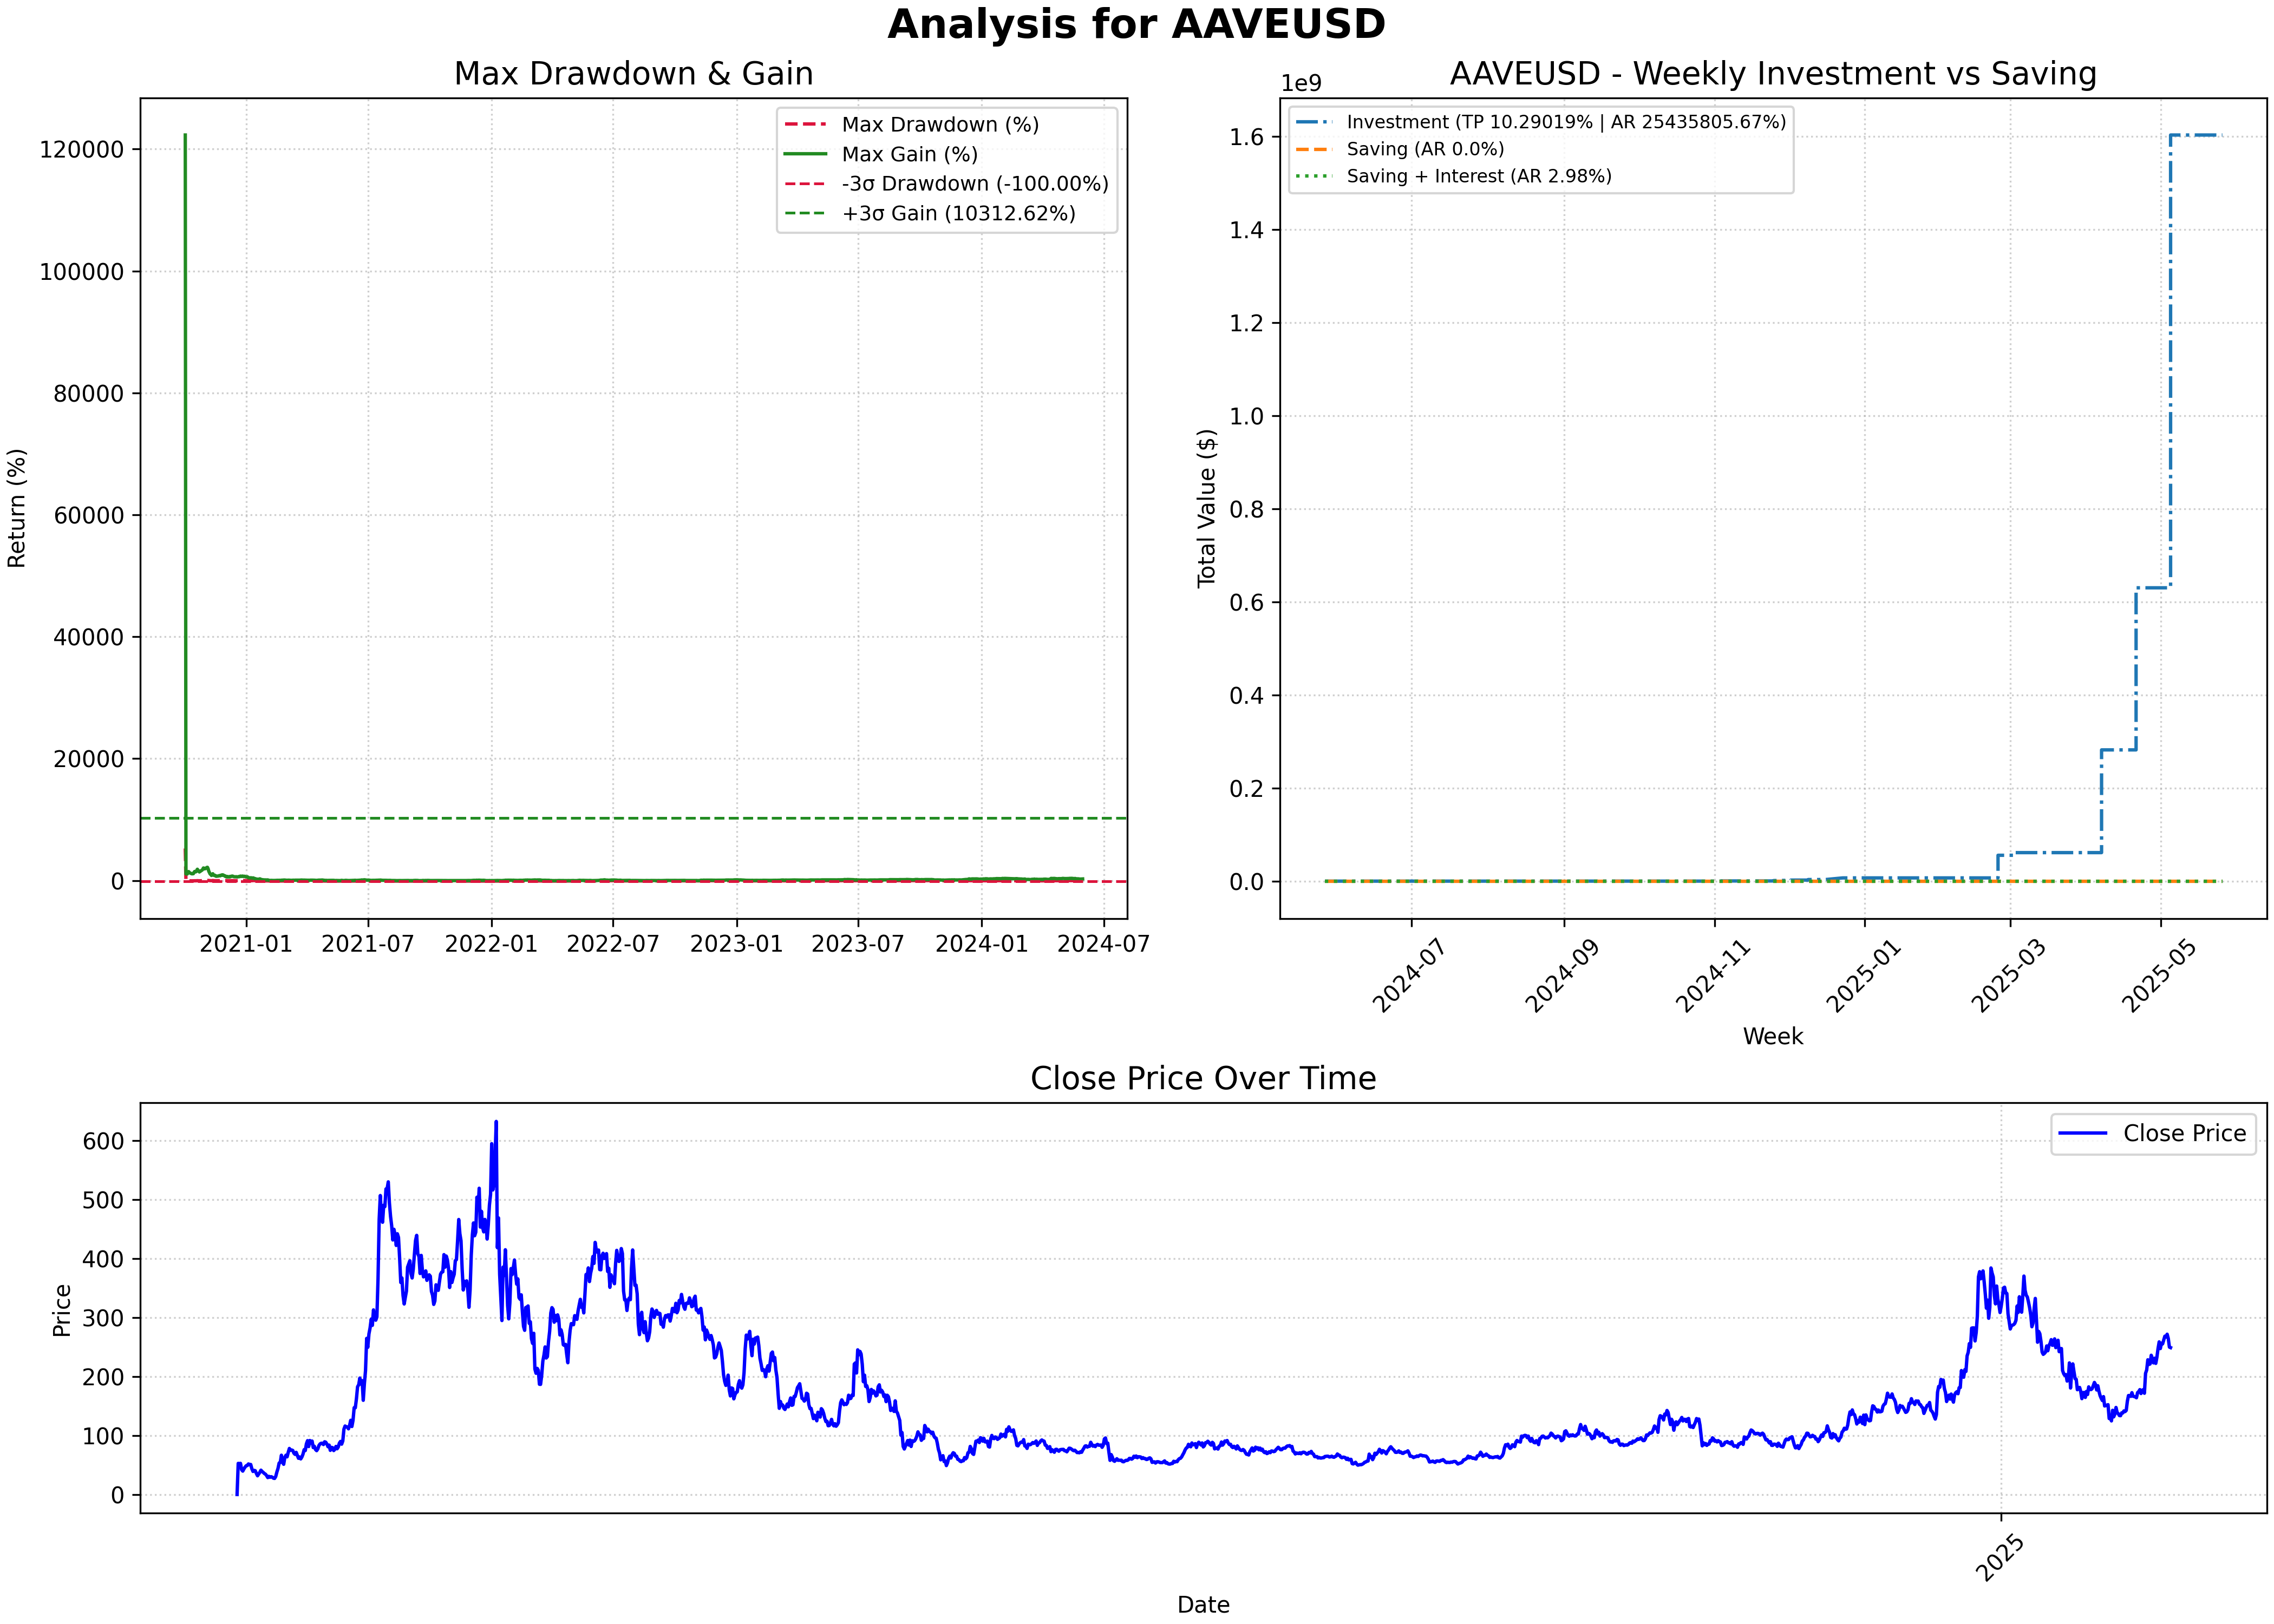 Analysis for AAVEUSD
Max Drawdown & Gain
Return (%)
120000
100000
80000
60000
40000
20000
0
2021-01
2021-07
2022-01
2022-07
2023-01
2023-07
2024-01
2024-07
Max Drawdown (%)
Max Gain (%)
-3σ Drawdown (-100.00%)
+3σ Gain (10312.62%)
AAVEUSD - Weekly Investment vs Saving
1e9
Total Value ($)
1.6
1.4
1.2
1.0
0.8
0.6
0.4
0.2
0.0
Investment (TP 10.29019% | AR 25435805.67%)
Saving (AR 0.0%)
Saving + Interest (AR 2.98%)
2024-07
2024-09
2024-11
2025-01
2025-03
2025-05
Week
Close Price Over Time
Price
600
500
400
300
200
100
0
Close Price
2025
Date